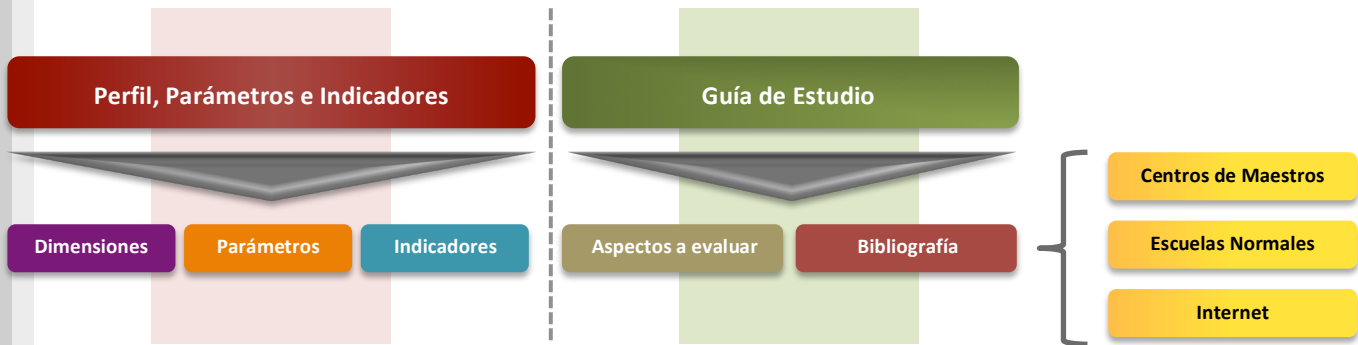 Perfil, Parámetros e Indicadores
Guía de Estudio
Dimensiones
Parámetros
Indicadores
Aspectos a evaluar
Bibliografía
Centros de Maestros
Escuelas Normales
Internet